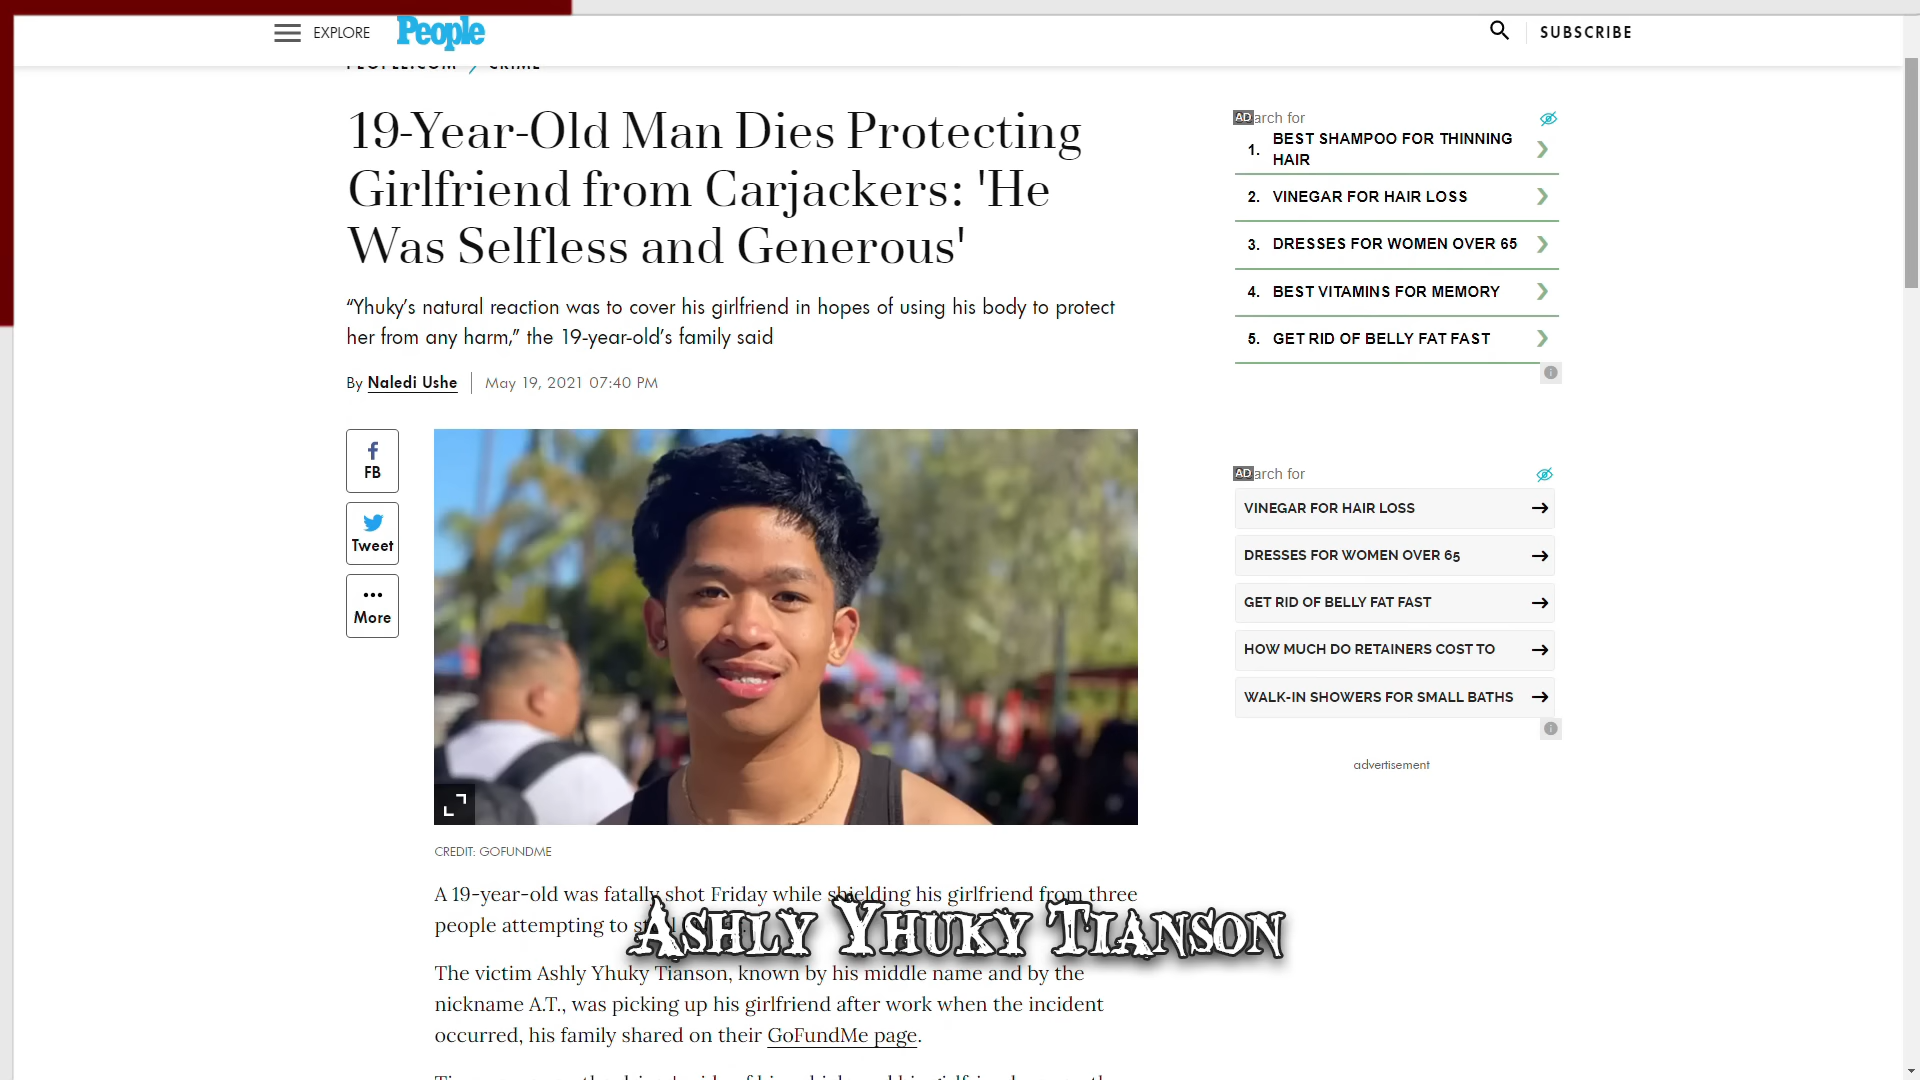 EXPLORE
People
SUBSCRIBE
PEOPLE.COM / CRIME
19-Year-Old Man Dies Protecting
Girlfriend from Carjackers: 'He
Was Selfless and Generous'
“Yhuky’s natural reaction was to cover his girlfriend in hopes of using his body to protect
her from any harm,” the 19-year-old’s family said
By Naledi Ushe | May 19, 2021 07:40 PM
FB
Tweet
More
CREDIT: GOFUNDME
A 19-year-old was fatally shot Friday while shielding his girlfriend from three
people attempting to
Ashly Yhuky Tianson
The victim Ashly Yhuky Tianson, known by his middle name and by the
nickname A.T., was picking up his girlfriend after work when the incident
occurred, his family shared on their GoFundMe page.
AD arch for
1. BEST SHAMPOO FOR THINNING
HAIR
2. VINEGAR FOR HAIR LOSS
3. DRESSES FOR WOMEN OVER 65
4. BEST VITAMINS FOR MEMORY
5. GET RID OF BELLY FAT FAST
AD arch for
VINEGAR FOR HAIR LOSS
DRESSES FOR WOMEN OVER 65
GET RID OF BELLY FAT FAST
HOW MUCH DO RETAINERS COST TO
WALK-IN SHOWERS FOR SMALL BATHS
advertisement